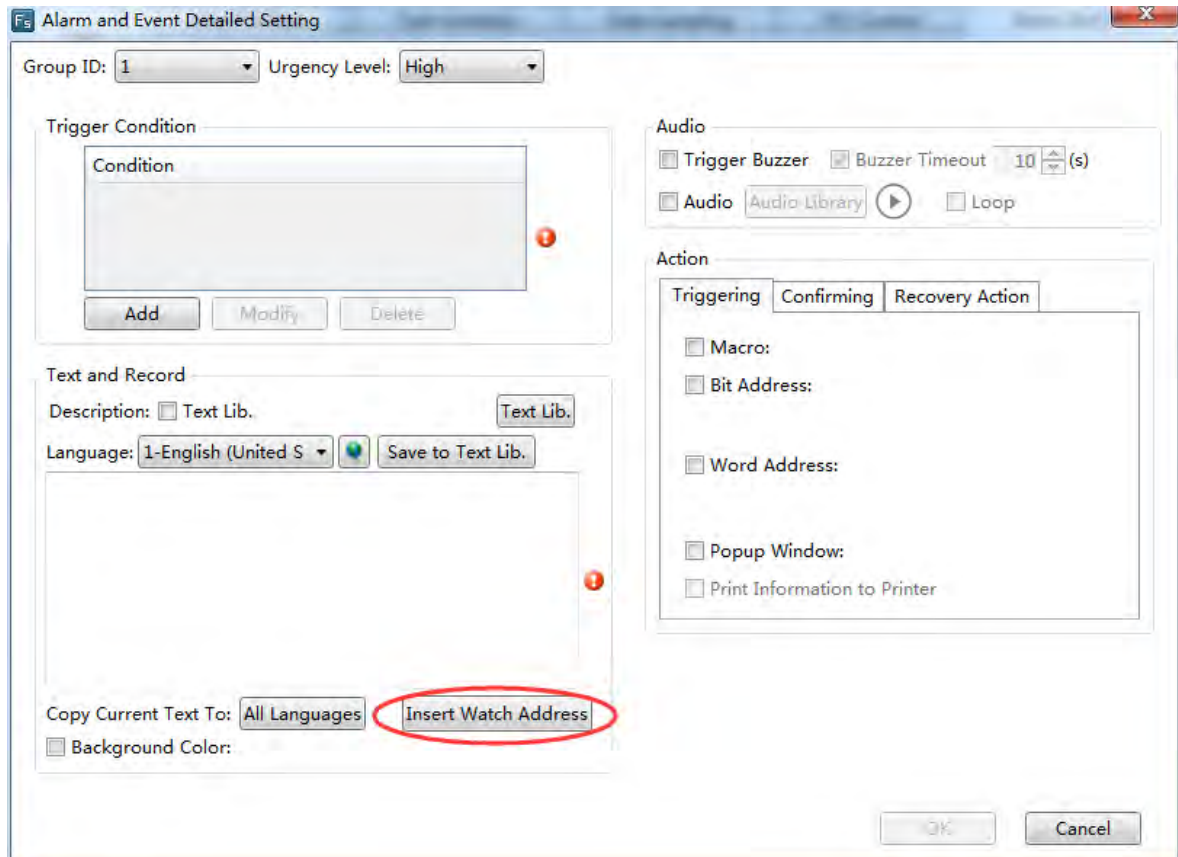 Fs Alarm and Event Detailed Setting
Group ID: 1 Urgency Level: High
Trigger Condition
Condition
Add Modify Delete
Text and Record
Description: Text Lib. Text Lib.
Language: 1-English (United S Save to Text Lib.
Copy Current Text To: All Languages Insert Watch Address
Background Color:
Audio
Trigger Buzzer Buzzer Timeout 10 (s)
Audio Audio Library Loop
Action
Triggering Confirming Recovery Action
Macro:
Bit Address:
Word Address:
Popup Window:
Print Information to Printer
OK Cancel